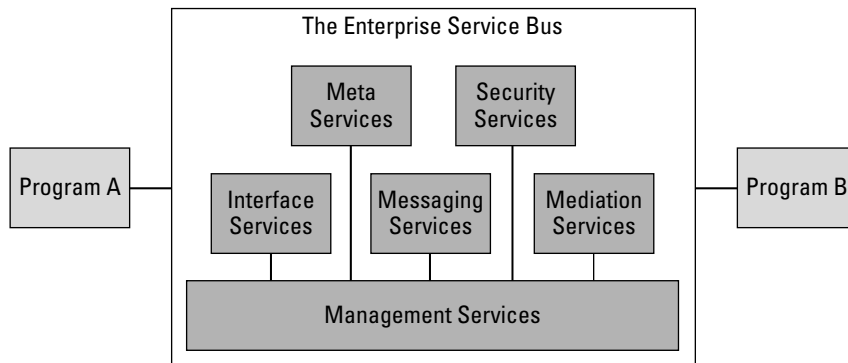 The Enterprise Service Bus
Meta
Services
Security
Services
Program A
Interface
Services
Messaging
Services
Mediation
Services
Program B
Management Services